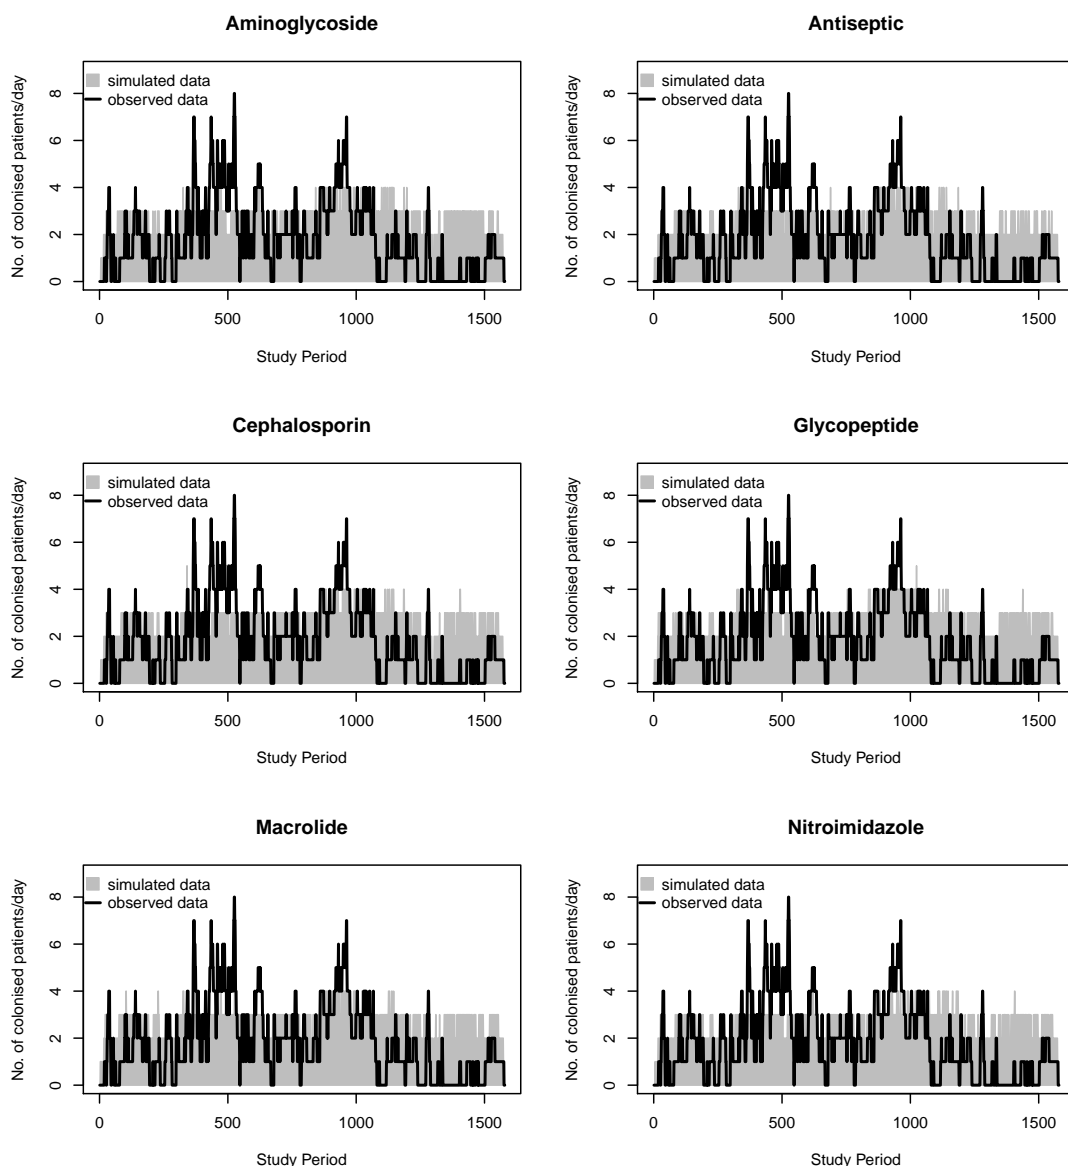 Aminoglycoside
simulated data
observed data
No. of colonised patients/day
0 2 4 6 8
0 500 1000 1500
Study Period
Antiseptic
simulated data
observed data
No. of colonised patients/day
0 2 4 6 8
0 500 1000 1500
Study Period
Cephalosporin
simulated data
observed data
No. of colonised patients/day
0 2 4 6 8
0 500 1000 1500
Study Period
Glycopeptide
simulated data
observed data
No. of colonised patients/day
0 2 4 6 8
0 500 1000 1500
Study Period
Macrolide
simulated data
observed data
No. of colonised patients/day
0 2 4 6 8
0 500 1000 1500
Study Period
Nitroimidazole
simulated data
observed data
No. of colonised patients/day
0 2 4 6 8
0 500 1000 1500
Study Period